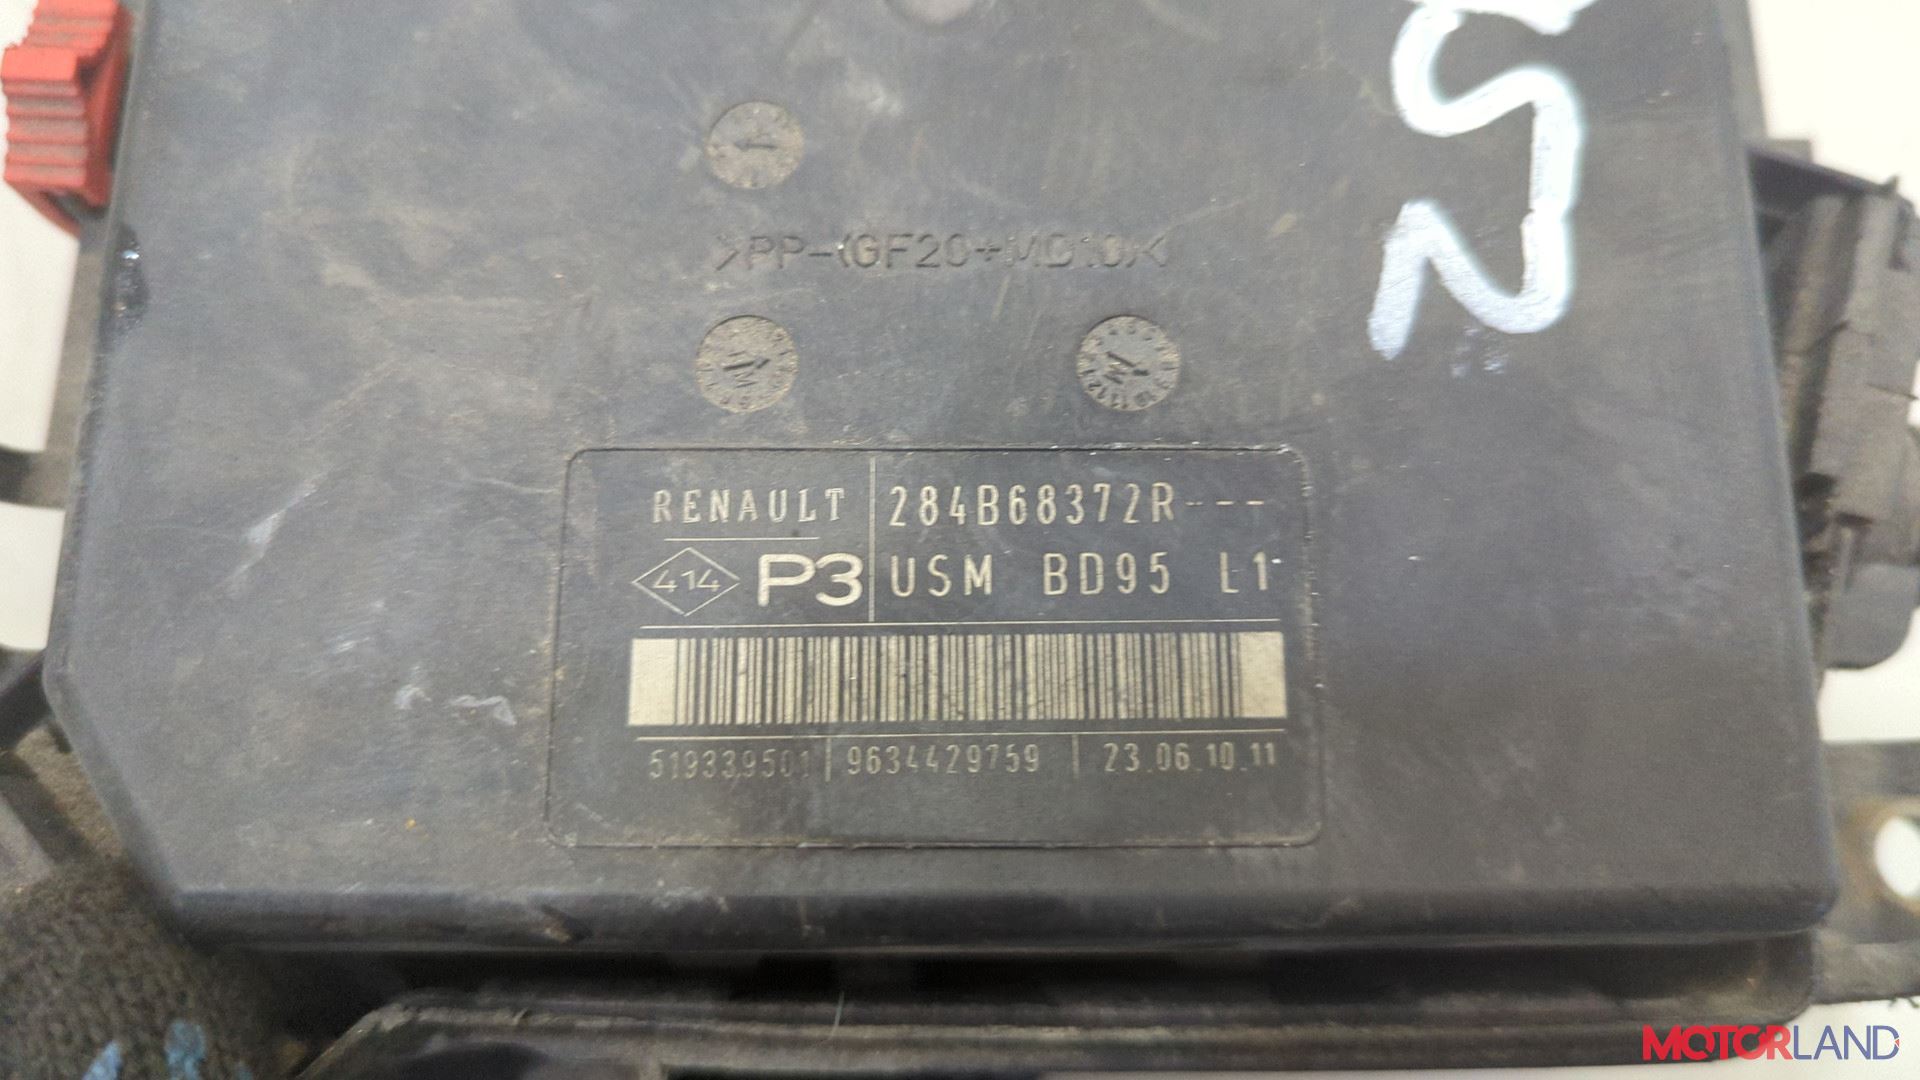 >PP-(GF20+MD10)<
RENAULT 284B68372R---
414 P3 USM BD95 L1
519339501 9634429759 23.06.10.11
MOTORLAND